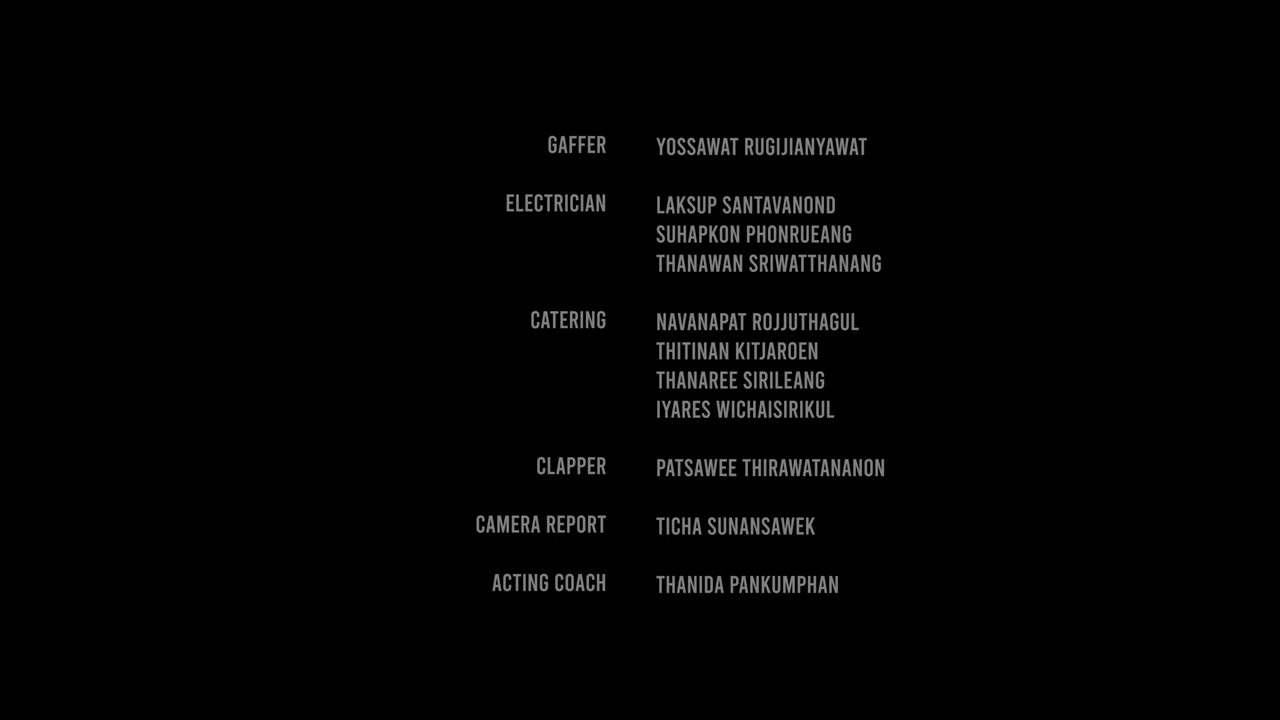 GAFFER YOSSAWAT RUGIJIANYAWAT
ELECTRICIAN LAKSUP SANTAVANOND
SUHAPKON PHONRUEANG
THANAWAN SRIWATTHANANG
CATERING NAVANAPAT ROJJUTHAGUL
THITINAN KITJAROEN
THANAREE SIRILEANG
IYARES WICHAISIRIKUL
CLAPPER PATSAWEE THIRAWATANANON
CAMERA REPORT TICHA SUNANSAWEK
ACTING COACH THANIDA PANKUMPHAN